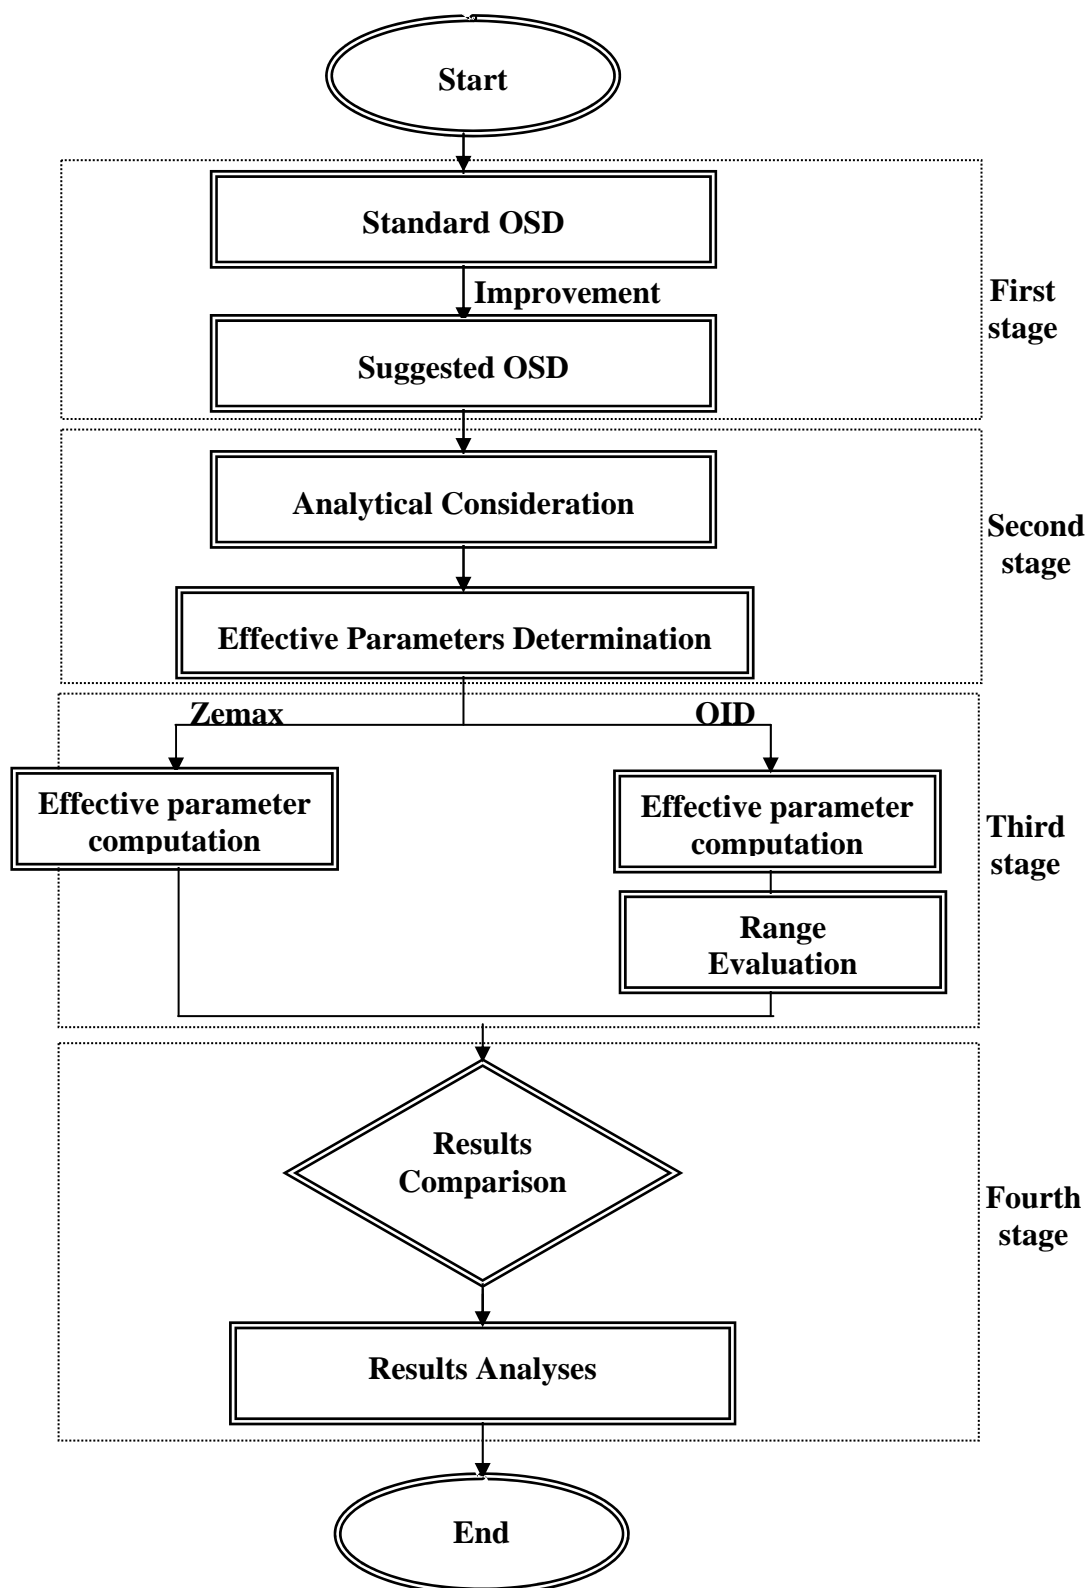 Start
Standard OSD
Improvement
First
stage
Suggested OSD
Analytical Consideration
Second
stage
Effective Parameters Determination
Zemax
OID
Effective parameter
computation
Effective parameter
computation
Third
stage
Range
Evaluation
Results
Comparison
Fourth
stage
Results Analyses
End